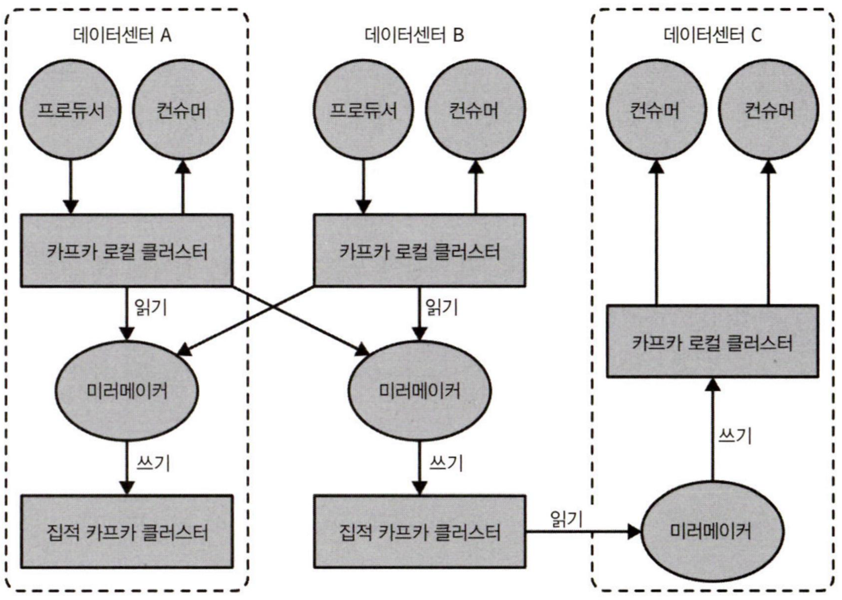 데이터센터 A
데이터센터 B
데이터센터 C
프로듀서
컨슈머
프로듀서
컨슈머
컨슈머
컨슈머
카프카 로컬 클러스터
카프카 로컬 클러스터
읽기
읽기
카프카 로컬 클러스터
미러메이커
미러메이커
쓰기
쓰기
쓰기
집적 카프카 클러스터
집적 카프카 클러스터
읽기
미러메이커